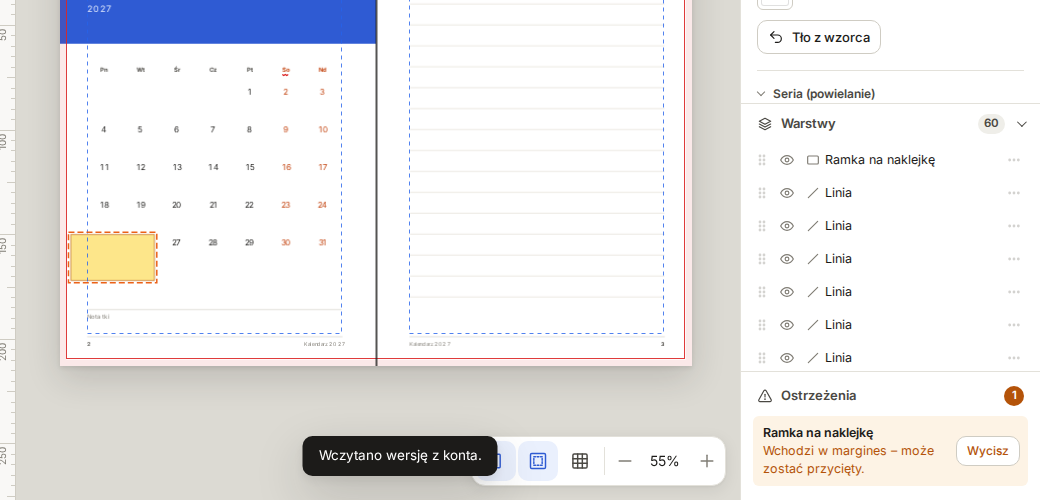 2027
Pn Wt Śr Cz Pt So Nd
1 2 3
4 5 6 7 8 9 10
11 12 13 14 15 16 17
18 19 20 21 22 23 24
27 28 29 30 31
Notatki
2 Kalendarz 2027
Kalendarz 2027 3
50
100
150
200
250
Wczytano wersję z konta.
55%
Tło z wzorca
Seria (powielanie)
Warstwy 60
Ramka na naklejkę
Linia
Linia
Linia
Linia
Linia
Linia
Ostrzeżenia 1
Ramka na naklejkę
Wchodzi w margines – może
zostać przycięty.
Wycisz